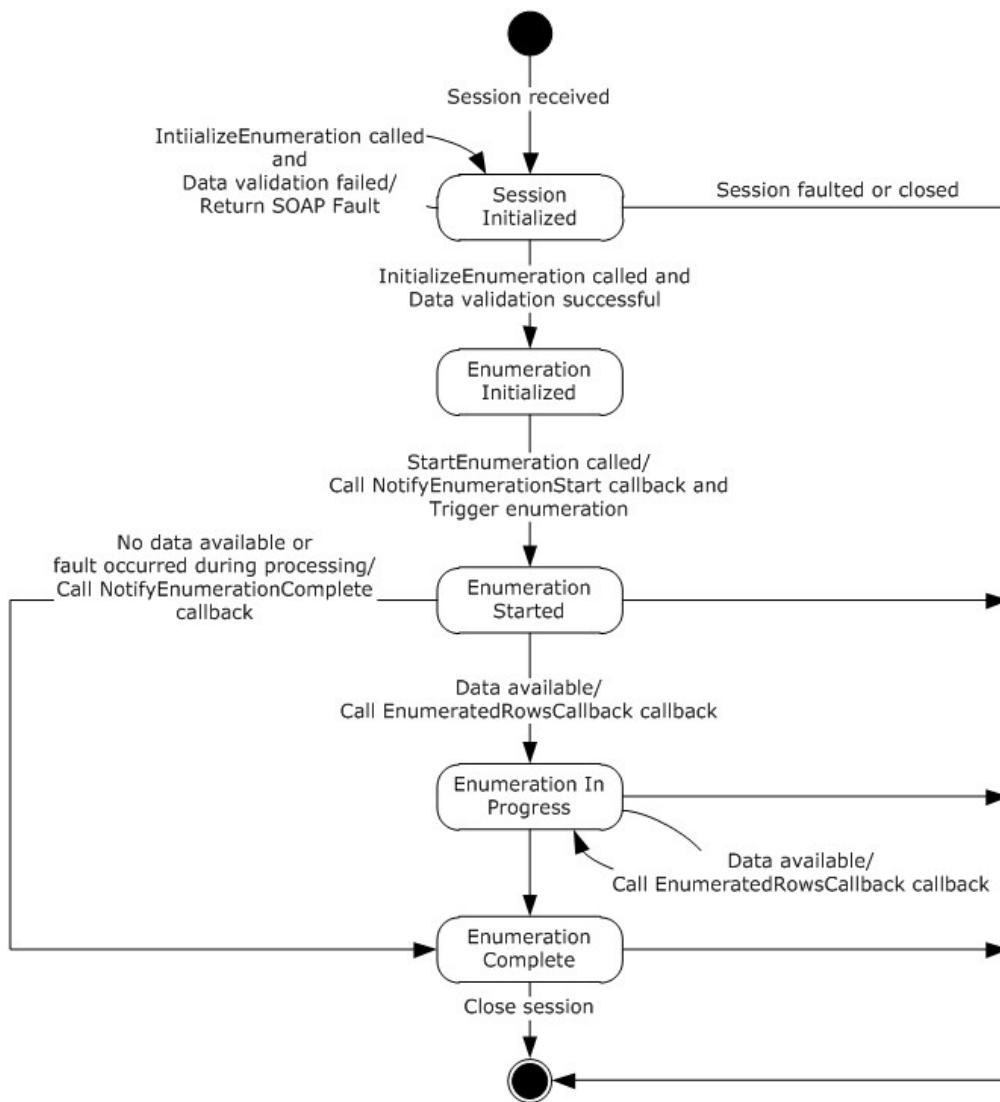 Session received
IntiializeEnumeration called
and
Data validation failed/
Return SOAP Fault
Session
Initialized
Session faulted or closed
InitializeEnumeration called and
Data validation successful
Enumeration
Initialized
StartEnumeration called/
Call NotifyEnumerationStart callback and
Trigger enumeration
No data available or
fault occurred during processing/
Call NotifyEnumerationComplete
callback
Enumeration
Started
Data available/
Call EnumeratedRowsCallback callback
Enumeration In
Progress
Data available/
Call EnumeratedRowsCallback callback
Enumeration
Complete
Close session